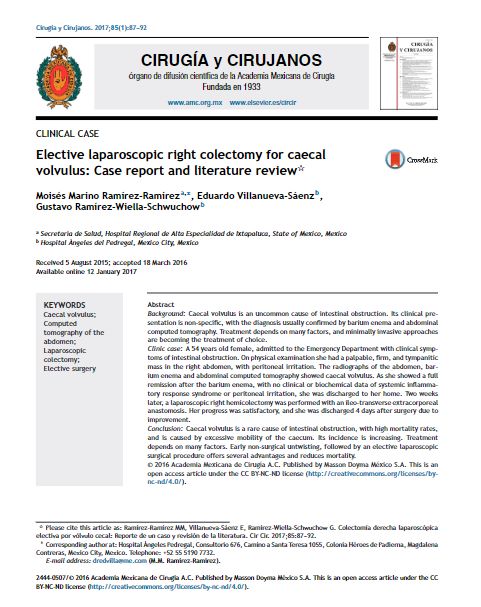 Cirugía y Cirujanos. 2017;85(1):87---92
CIRUGÍA y CIRUJANOS
órgano de difusión científica de la Academia Mexicana de Cirugía
Fundada en 1933
www.amc.org.mx www.elsevier.es/circir
CIRUGÍA
Y CIRUJANOS
CLINICAL CASE
Elective laparoscopic right colectomy for caecal
volvulus: Case report and literature review☆
CrossMark
Moisés Marino Ramírez-Ramírez a,*, Eduardo Villanueva-Sáenz b,
Gustavo Ramírez-Wiella-Schwuchow b
a Secretaria de Salud, Hospital Regional de Alta Especialidad de Ixtapaluca, State of Mexico, Mexico
b Hospital Ángeles del Pedregal, Mexico City, Mexico
Received 5 August 2015; accepted 18 March 2016
Available online 12 January 2017
KEYWORDS
Caecal volvulus;
Computed
tomography of the
abdomen;
Laparoscopic
colectomy;
Elective surgery
Abstract
Background: Caecal volvulus is an uncommon cause of intestinal obstruction. Its clinical pre-
sentation is non-specific, with the diagnosis usually confirmed by barium enema and abdominal
computed tomography. Treatment depends on many factors, and minimally invasive approaches
are becoming the treatment of choice.
Clinic case: A 54 years old female, admitted to the Emergency Department with clinical symp-
toms of intestinal obstruction. On physical examination she had a palpable, firm, and tympanitic
mass in the right abdomen, with peritoneal irritation. The radiographs of the abdomen, bar-
ium enema and abdominal computed tomography showed caecal volvulus. As she showed a full
remission after the barium enema, with no clinical or biochemical data of systemic inflamma-
tory response syndrome or peritoneal irritation, she was discharged to her home. Two weeks
later, a laparoscopic right hemicolectomy was performed with an ileo-transverse extracorporeal
anastomosis. Her progress was satisfactory, and she was discharged 4 days after surgery due to
improvement.
Conclusion: Caecal volvulus is a rare cause of intestinal obstruction, with high mortality rates,
and is caused by excessive mobility of the caecum. Its incidence is increasing. Treatment
depends on many factors. Early non-surgical untwisting, followed by an elective laparoscopic
surgical procedure offers several advantages and reduces mortality.
© 2016 Academia Mexicana de Cirugía A.C. Published by Masson Doyma México S.A. This is an
open access article under the CC BY-NC-ND license (http://creativecommons.org/licenses/by-
nc-nd/4.0/).
☆ Please cite this article as: Ramírez-Ramírez MM, Villanueva-Sáenz E, Ramírez-Wiella-Schwuchow G. Colectomía derecha laparoscópica
electiva por vólvulo cecal: Reporte de un caso y revisión de la literatura. Cir Cir. 2017;85:87---92.
* Corresponding author at: Hospital Ángeles Pedregal, Consultorio 676, Camino a Santa Teresa 1055, Colonia Héroes de Padierna, Magdalena
Contreras, Mexico City, Mexico. Telephone: +52 55 5190 7732.
E-mail address: dredvilla@me.com (M.M. Ramírez-Ramírez).
2444-0507/© 2016 Academia Mexicana de Cirugía A.C. Published by Masson Doyma México S.A. This is an open access article under the CC
BY-NC-ND license (http://creativecommons.org/licenses/by-nc-nd/4.0/).